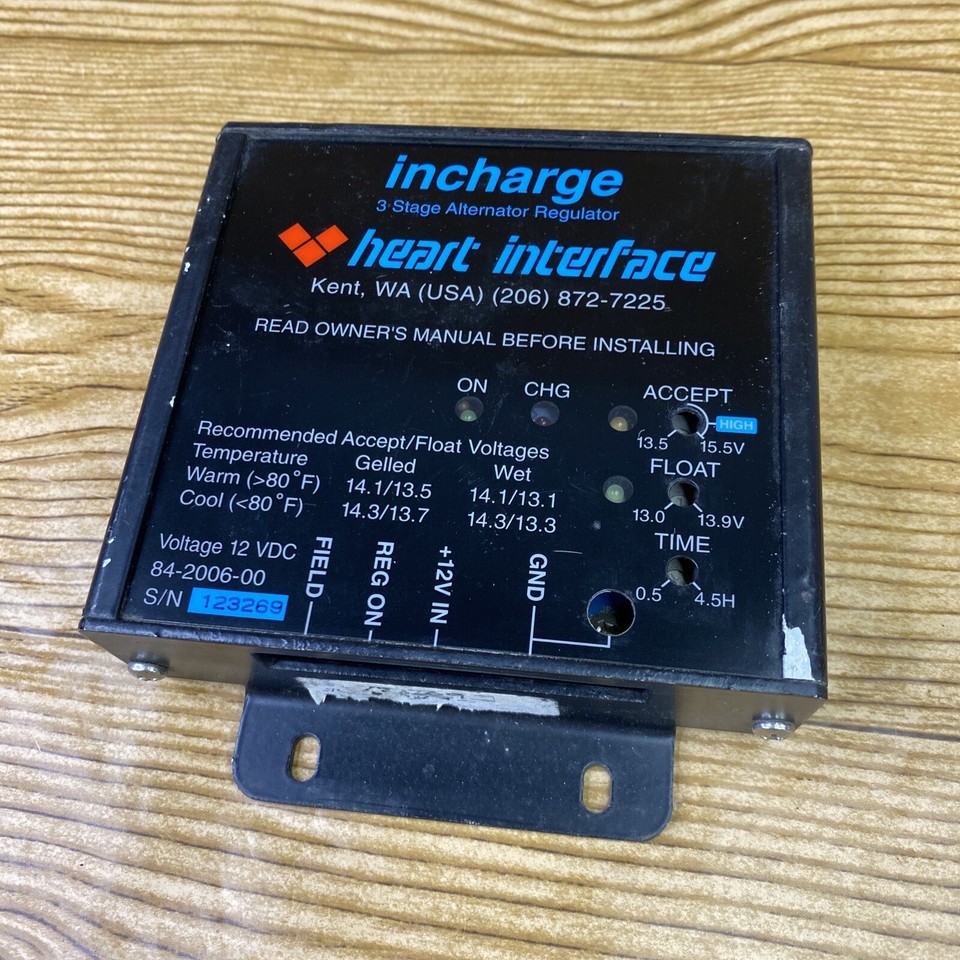 incharge
3 Stage Alternator Regulator
heart interface
Kent, WA (USA) (206) 872-7225
READ OWNER'S MANUAL BEFORE INSTALLING
ON CHG ACCEPT
HIGH
13.5 15.5V
Recommended Accept/Float Voltages
Temperature Gelled Wet
Warm (>80°F) 14.1/13.5 14.1/13.1
Cool (<80°F) 14.3/13.7 14.3/13.3
FLOAT
13.0 13.9V
TIME
0.5 4.5H
Voltage 12 VDC
84-2006-00
S/N 123269
FIELD
REG ON
+12V IN
GND